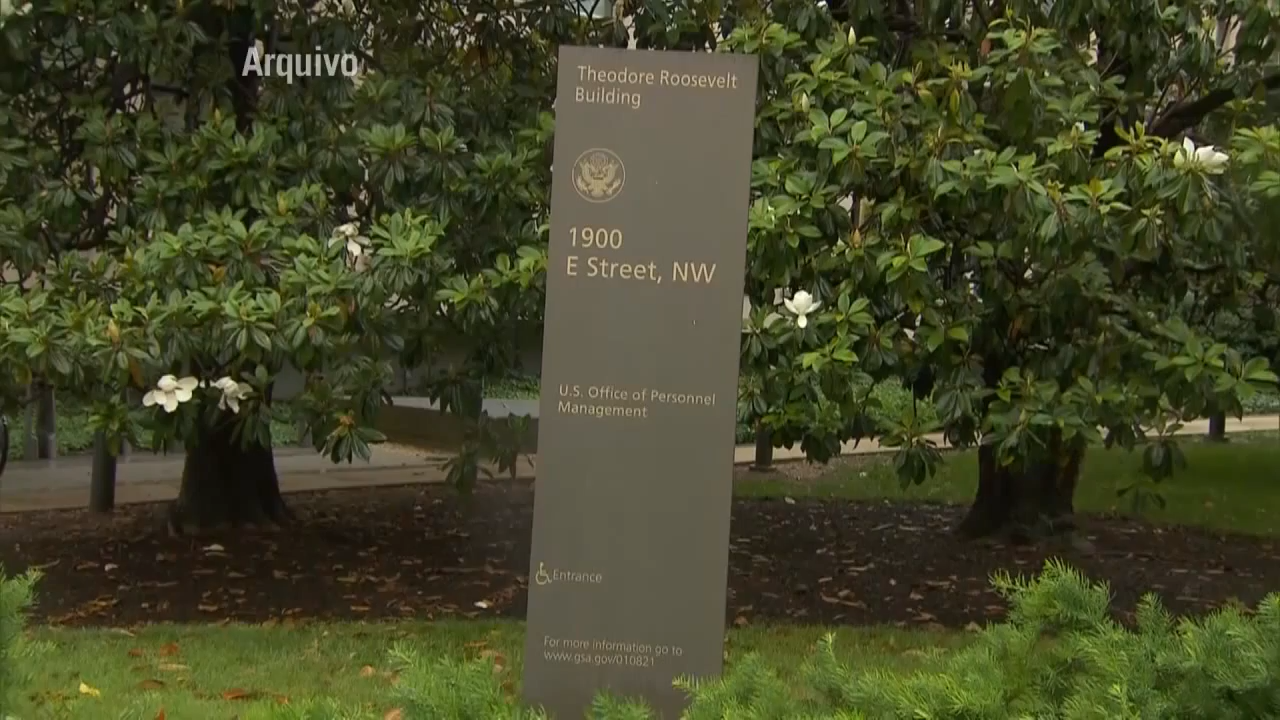 Arquivo
Theodore Roosevelt
Building
1900
E Street, NW
U.S. Office of Personnel
Management
Entrance
For more information go to
www.gsa.gov/010821